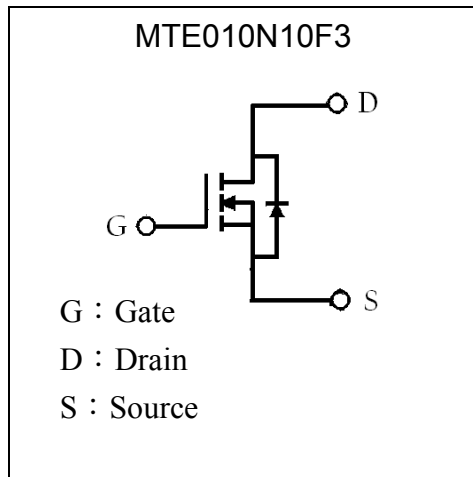 MTE010N10F3
D
G
S
G：Gate
D：Drain
S：Source